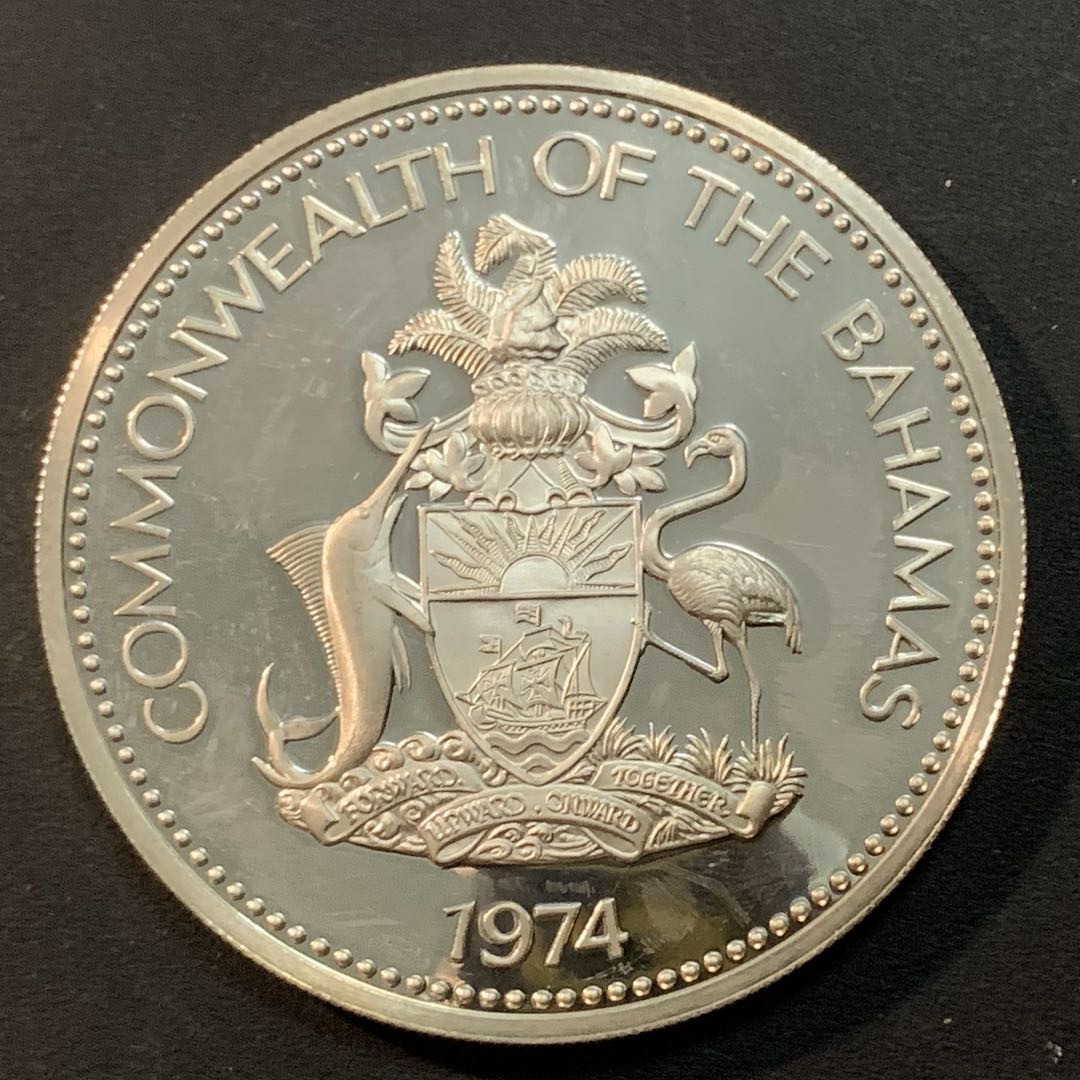 COMMONWEALTH OF THE BAHAMAS
FORWARD, UPWARD, ONWARD TOGETHER
1974